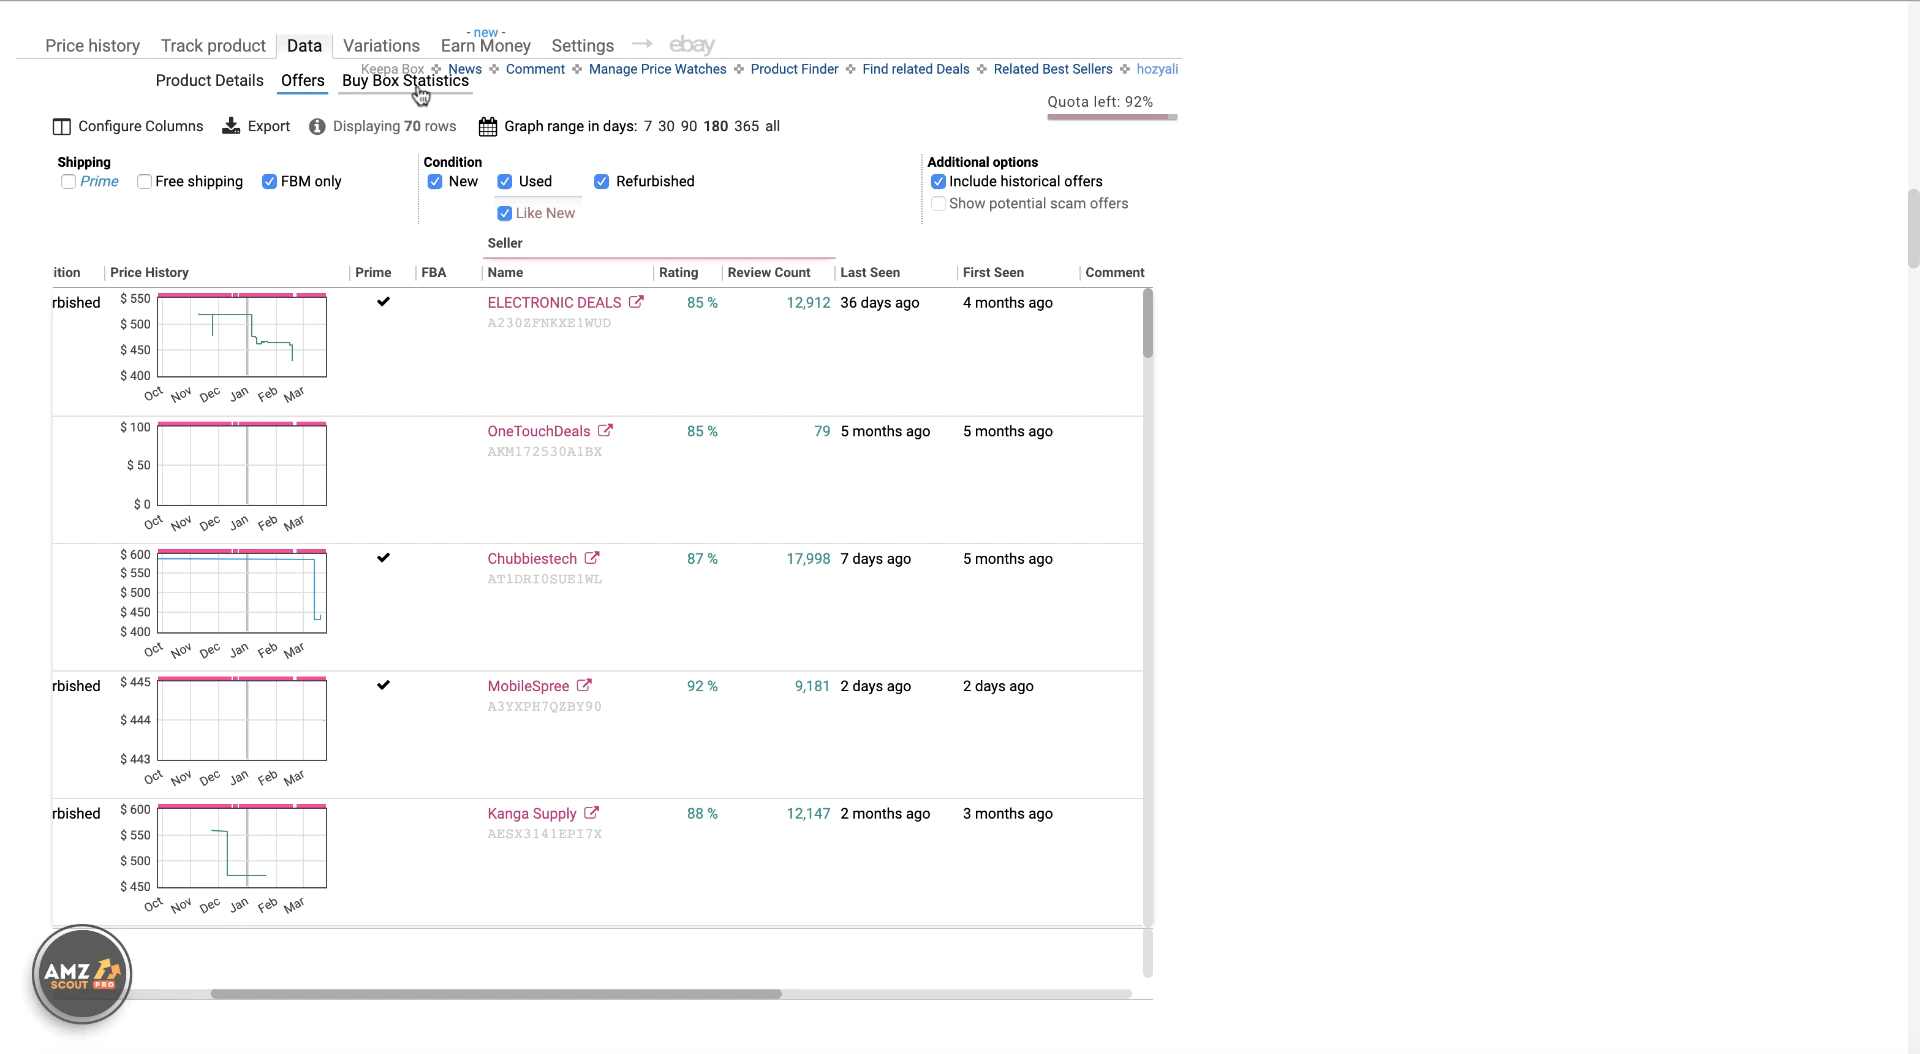 - new -
Price history Track product Data Variations Earn Money Settings → ebay
Keepa Box News Comment Manage Price Watches Product Finder Find related Deals Related Best Sellers hozyali
Product Details Offers Buy Box Statistics
Quota left: 92%
Configure Columns Export Displaying 70 rows Graph range in days: 7 30 90 180 365 all
Shipping Condition Additional options
Prime Free shipping FBM only New Used Refurbished Include historical offers
Show potential scam offers
Like New
Seller
ition Price History Prime FBA Name Rating Review Count Last Seen First Seen Comment
rbished $ 550 ✔ ELECTRONIC DEALS 85 % 12,912 36 days ago 4 months ago
$ 500 A230ZFNKXE1WUD
$ 450
$ 400
Oct Nov Dec Jan Feb Mar
$ 100 OneTouchDeals 85 % 79 5 months ago 5 months ago
AKM172530A1BX
$ 50
$ 0
Oct Nov Dec Jan Feb Mar
$ 600 ✔ Chubbiestech 87 % 17,998 7 days ago 5 months ago
$ 550 AT1DRI0SUE1WL
$ 500
$ 450
$ 400
Oct Nov Dec Jan Feb Mar
rbished $ 445 ✔ MobileSpree 92 % 9,181 2 days ago 2 days ago
A3YXPH7QZBY90
$ 444
$ 443
Oct Nov Dec Jan Feb Mar
rbished $ 600 Kanga Supply 88 % 12,147 2 months ago 3 months ago
$ 550 AESX3141EPI7X
$ 500
$ 450
Oct Nov Dec Jan Feb Mar
AMZ
SCOUT PRO